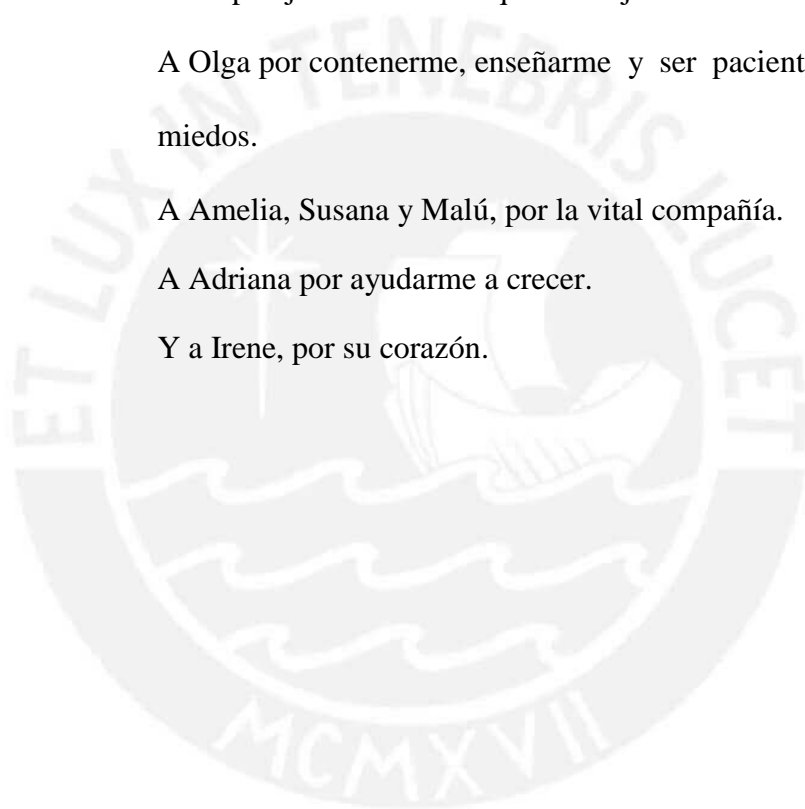 A Olga por contenerme, enseñarme y ser pacient
miedos.
A Amelia, Susana y Malú, por la vital compañía.
A Adriana por ayudarme a crecer.
Y a Irene, por su corazón.
ET LUX IN TENEBRIS LUCET
MCMXVII